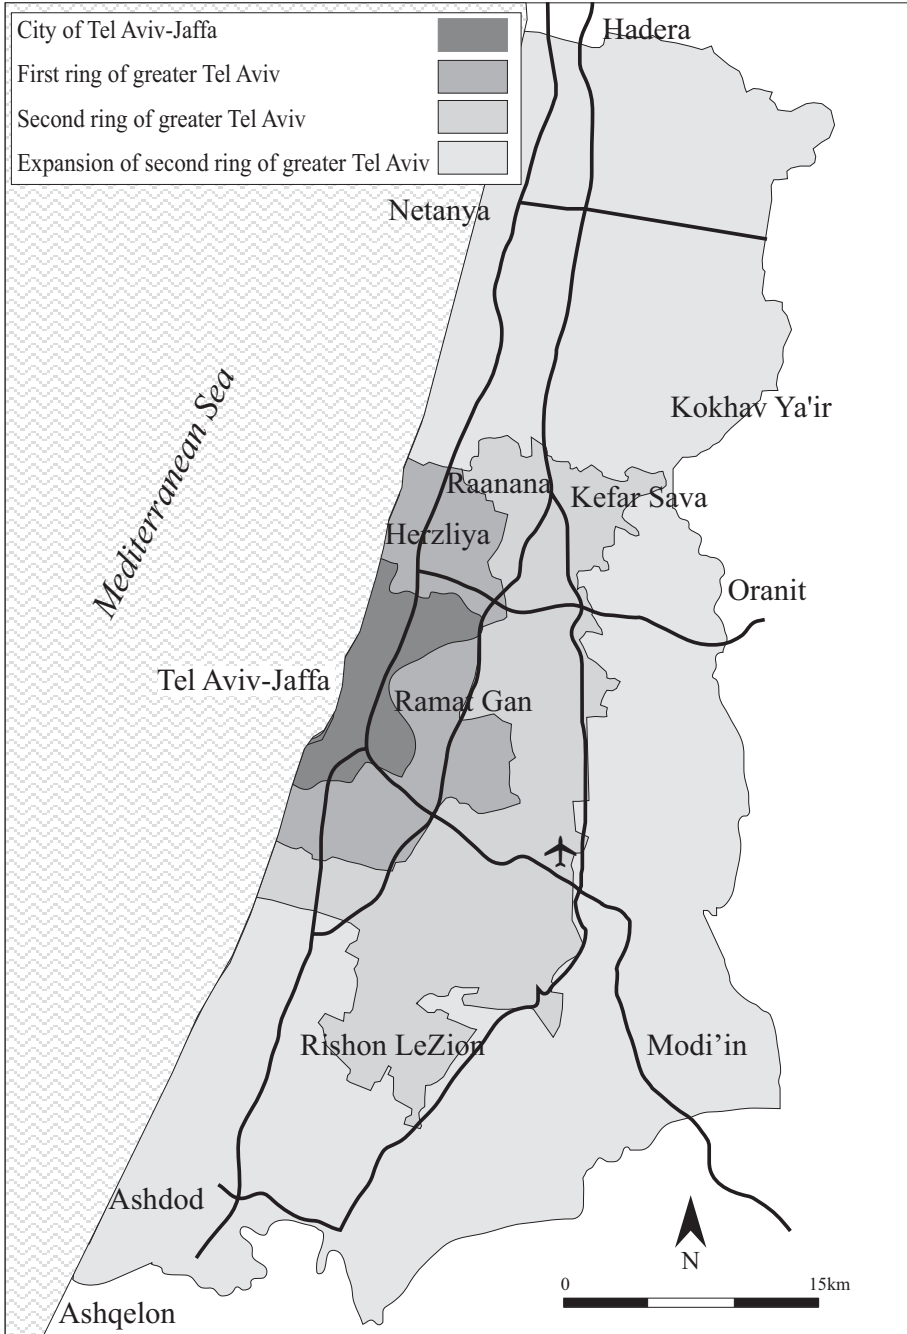 City of Tel Aviv-Jaffa
First ring of greater Tel Aviv
Second ring of greater Tel Aviv
Expansion of second ring of greater Tel Aviv
Hadera
Netanya
Mediterranean Sea
Kokhav Ya'ir
Raanana
Kefar Sava
Herzliya
Oranit
Tel Aviv-Jaffa
Ramat Gan
Rishon LeZion
Modi’in
Ashdod
N
0
15km
Ashqelon